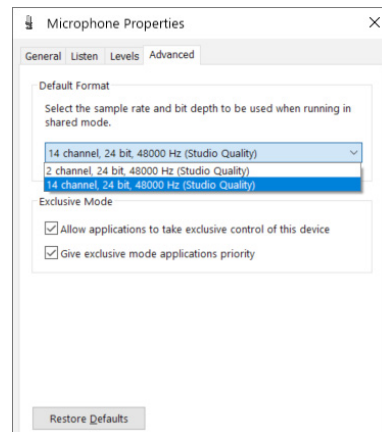 Microphone Properties
General Listen Levels Advanced
Default Format
Select the sample rate and bit depth to be used when running in
shared mode.
14 channel, 24 bit, 48000 Hz (Studio Quality)
2 channel, 24 bit, 48000 Hz (Studio Quality)
14 channel, 24 bit, 48000 Hz (Studio Quality)
Exclusive Mode
Allow applications to take exclusive control of this device
Give exclusive mode applications priority
Restore Defaults